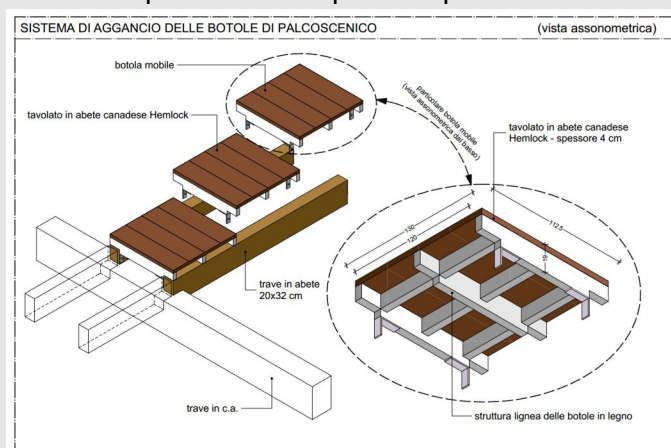 SISTEMA DI AGGANCIO DELLE BOTOLE DI PALCOSCENICO
(vista assonometrica)
botola mobile
tavolato in abete canadese Hemlock
particolare botola mobile
(vista assonometrica dal basso)
tavolato in abete canadese
Hemlock - spessore 4 cm
130
120
112,5
19
trave in abete
20x32 cm
trave in c.a.
struttura lignea delle botole in legno